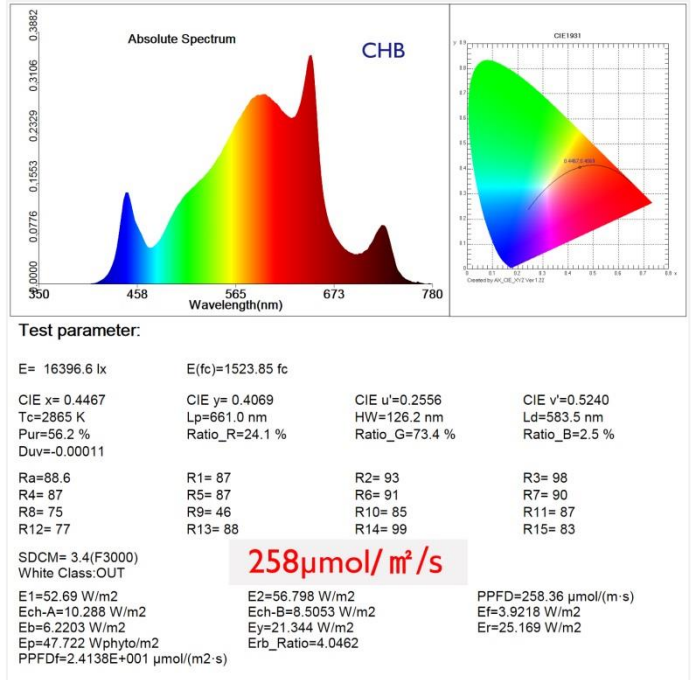 Absolute Spectrum
CHB
0.3882
0.3106
0.2329
0.1553
0.0776
0.0000
350 458 565 673 780
Wavelength(nm)
CIE1931
0.4467,0.4069
Test parameter:
E= 16396.6 lx E(fc)=1523.85 fc
CIE x= 0.4467 CIE y= 0.4069 CIE u'=0.2556 CIE v'=0.5240
Tc=2865 K Lp=661.0 nm HW=126.2 nm Ld=583.5 nm
Pur=56.2 % Ratio_R=24.1 % Ratio_G=73.4 % Ratio_B=2.5 %
Duv=-0.00011
Ra=88.6 R1= 87 R2= 93 R3= 98
R4= 87 R5= 87 R6= 91 R7= 90
R8= 75 R9= 46 R10= 85 R11= 87
R12= 77 R13= 88 R14= 99 R15= 83
SDCM= 3.4(F3000)
White Class:OUT
258μmol/㎡/s
E1=52.69 W/m2 E2=56.798 W/m2 PPFD=258.36 μmol/(m·s)
Ech-A=10.288 W/m2 Ech-B=8.5053 W/m2 Ef=3.9218 W/m2
Eb=6.2203 W/m2 Ey=21.344 W/m2 Er=25.169 W/m2
Ep=47.722 Wphyto/m2 Erb_Ratio=4.0462
PPFDf=2.4138E+001 μmol/(m2·s)